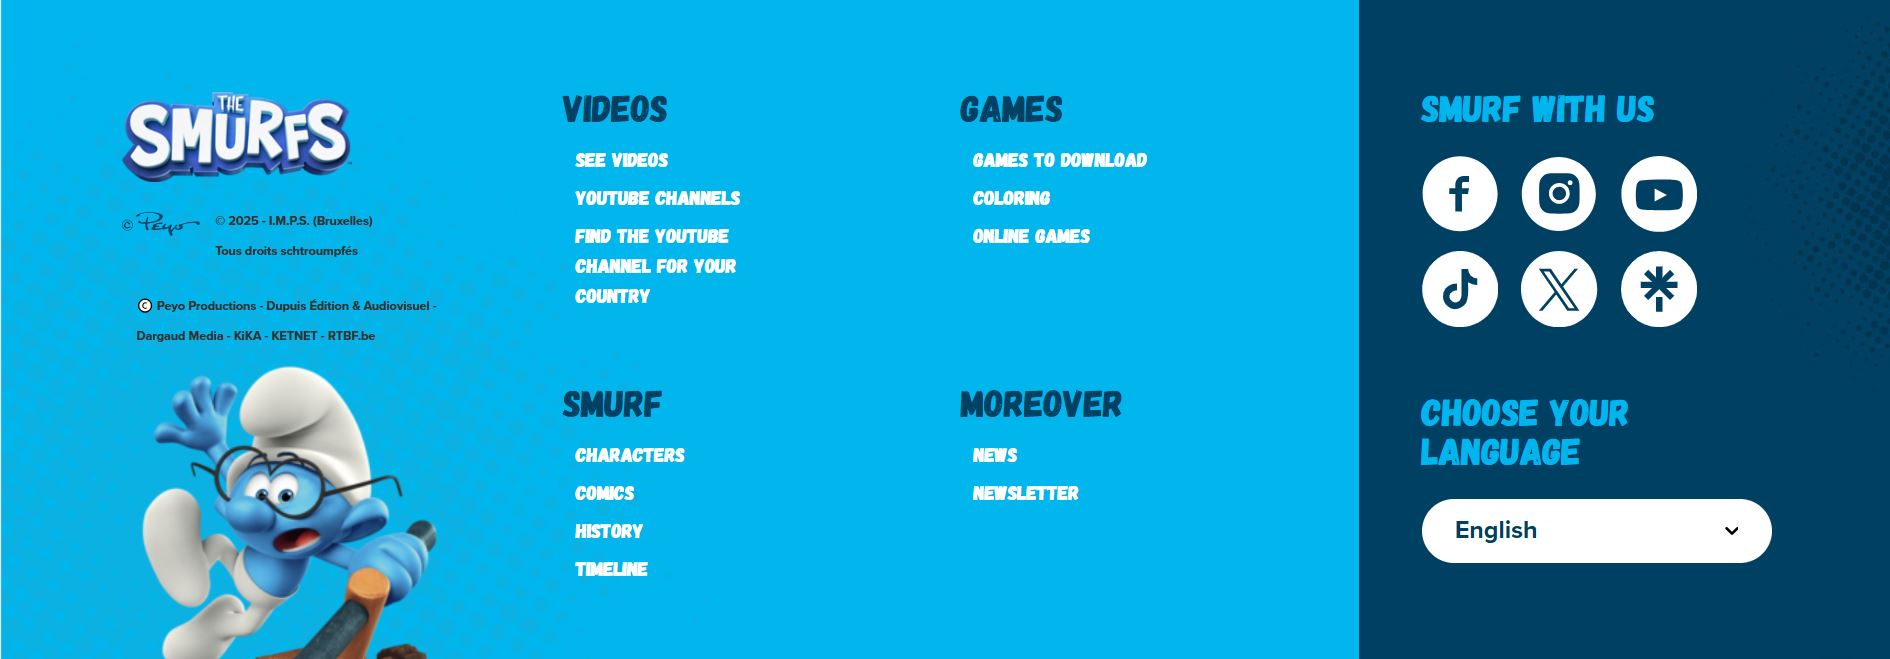 THE
SMURFS
© Peyo
© 2025 - I.M.P.S. (Bruxelles)
Tous droits schtroumpfés
© Peyo Productions - Dupuis Édition & Audiovisuel -
Dargaud Media - KiKA - KETNET - RTBF.be
VIDEOS
SEE VIDEOS
YOUTUBE CHANNELS
FIND THE YOUTUBE
CHANNEL FOR YOUR
COUNTRY
GAMES
GAMES TO DOWNLOAD
COLORING
ONLINE GAMES
SMURF
CHARACTERS
COMICS
HISTORY
TIMELINE
MOREOVER
NEWS
NEWSLETTER
SMURF WITH US
CHOOSE YOUR
LANGUAGE
English